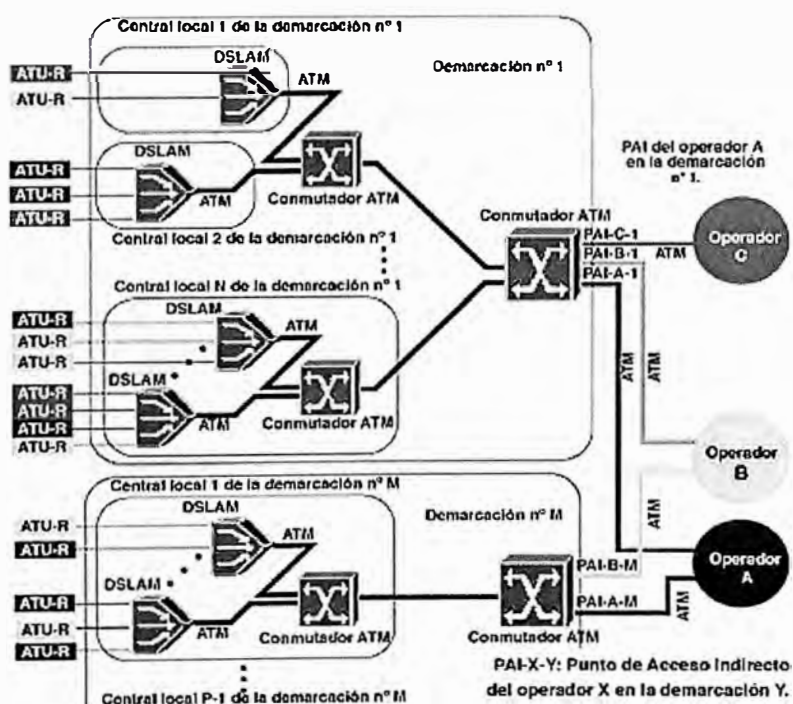 Central local 1 de la demarcación nº 1
DSLAM
ATM
Demarcación nº 1
ATU-R
ATU-R
DSLAM
ATU-R
ATU-R
ATU-R
ATM
Conmutador ATM
Central local 2 de la demarcación nº 1
PAI del operador A
en la demarcación
nº 1.
Conmutador ATM
PAI-C-1
PAI-B-1
PAI-A-1
ATM
Operador
C
Central local N de la demarcación nº 1
DSLAM
ATM
ATU-R
ATU-R
ATU-R
DSLAM
ATU-R
ATU-R
ATU-R
ATU-R
ATM
Conmutador ATM
ATM
ATM
Operador
B
Central local 1 de la demarcación nº M
DSLAM
ATM
Demarcación nº M
ATU-R
ATU-R
DSLAM
ATU-R
ATU-R
ATU-R
ATM
Conmutador ATM
Conmutador ATM
PAI-B-M
PAI-A-M
ATM
ATM
Operador
A
PAI-X-Y: Punto de Acceso Indirecto
del operador X en la demarcación Y.
Central local P-1 de la demarcación nº M